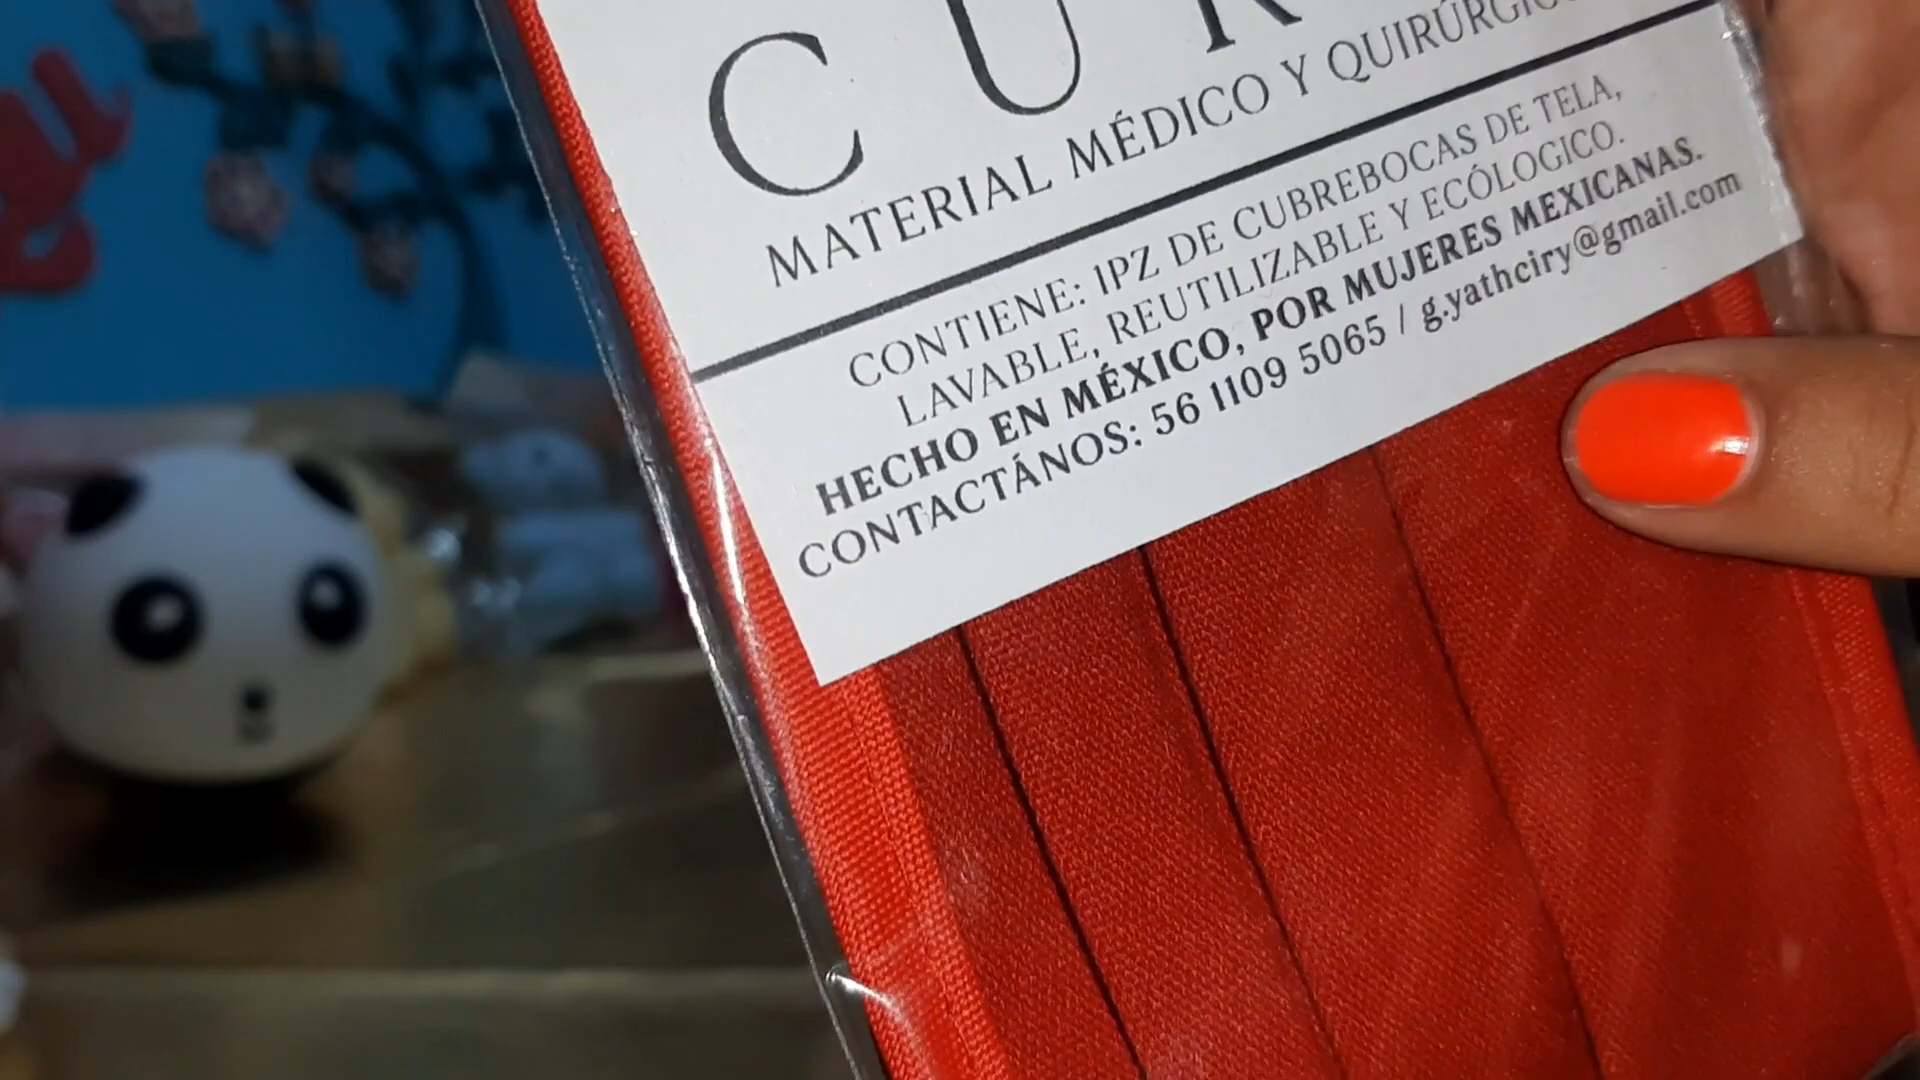 CUR
MATERIAL MÉDICO Y QUIRÚRGICO
CONTIENE: 1PZ DE CUBREBOCAS DE TELA,
LAVABLE, REUTILIZABLE Y ECÓLOGICO.
HECHO EN MÉXICO, POR MUJERES MEXICANAS.
CONTACTÁNOS: 56 1109 5065 / g.yathciry@gmail.com